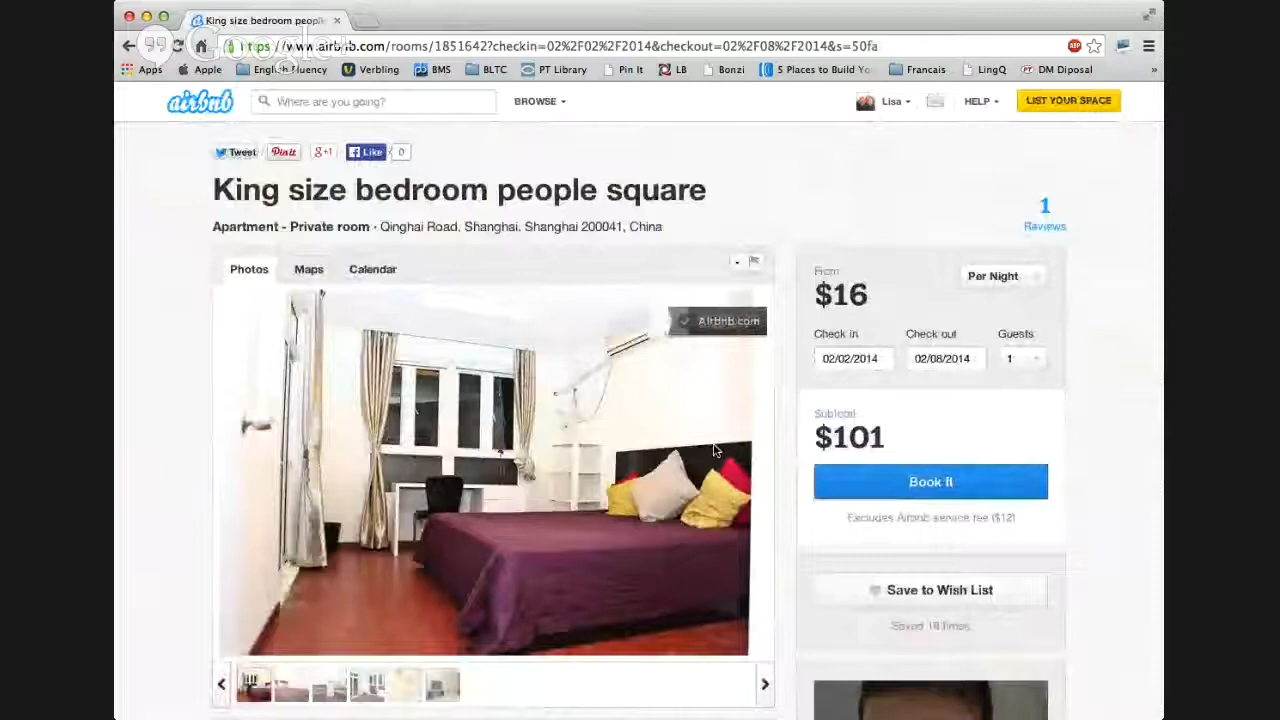 King size bedroom people
Google+
https://www.airbnb.com/rooms/1851642?checkin=02%2F02%2F2014&checkout=02%2F08%2F2014&s=50fa
ABP
Apps Apple English Fluency Verbling BMS BLTC PT Library Pin It LB Bonzi 5 Places to Build Yo Francais LingQ DM Diposal »
airbnb Where are you going? BROWSE Lisa HELP LIST YOUR SPACE
Tweet Pin it g+1 Like 0
King size bedroom people square
Apartment - Private room · Qinghai Road, Shanghai, Shanghai 200041, China
1
Reviews
Photos Maps Calendar
Airbnb.com
From
$16
Per Night
Check in Check out Guests
02/02/2014 02/08/2014 1
Subtotal
$101
Book It
Excludes Airbnb service fee ($12)
Save to Wish List
Saved times